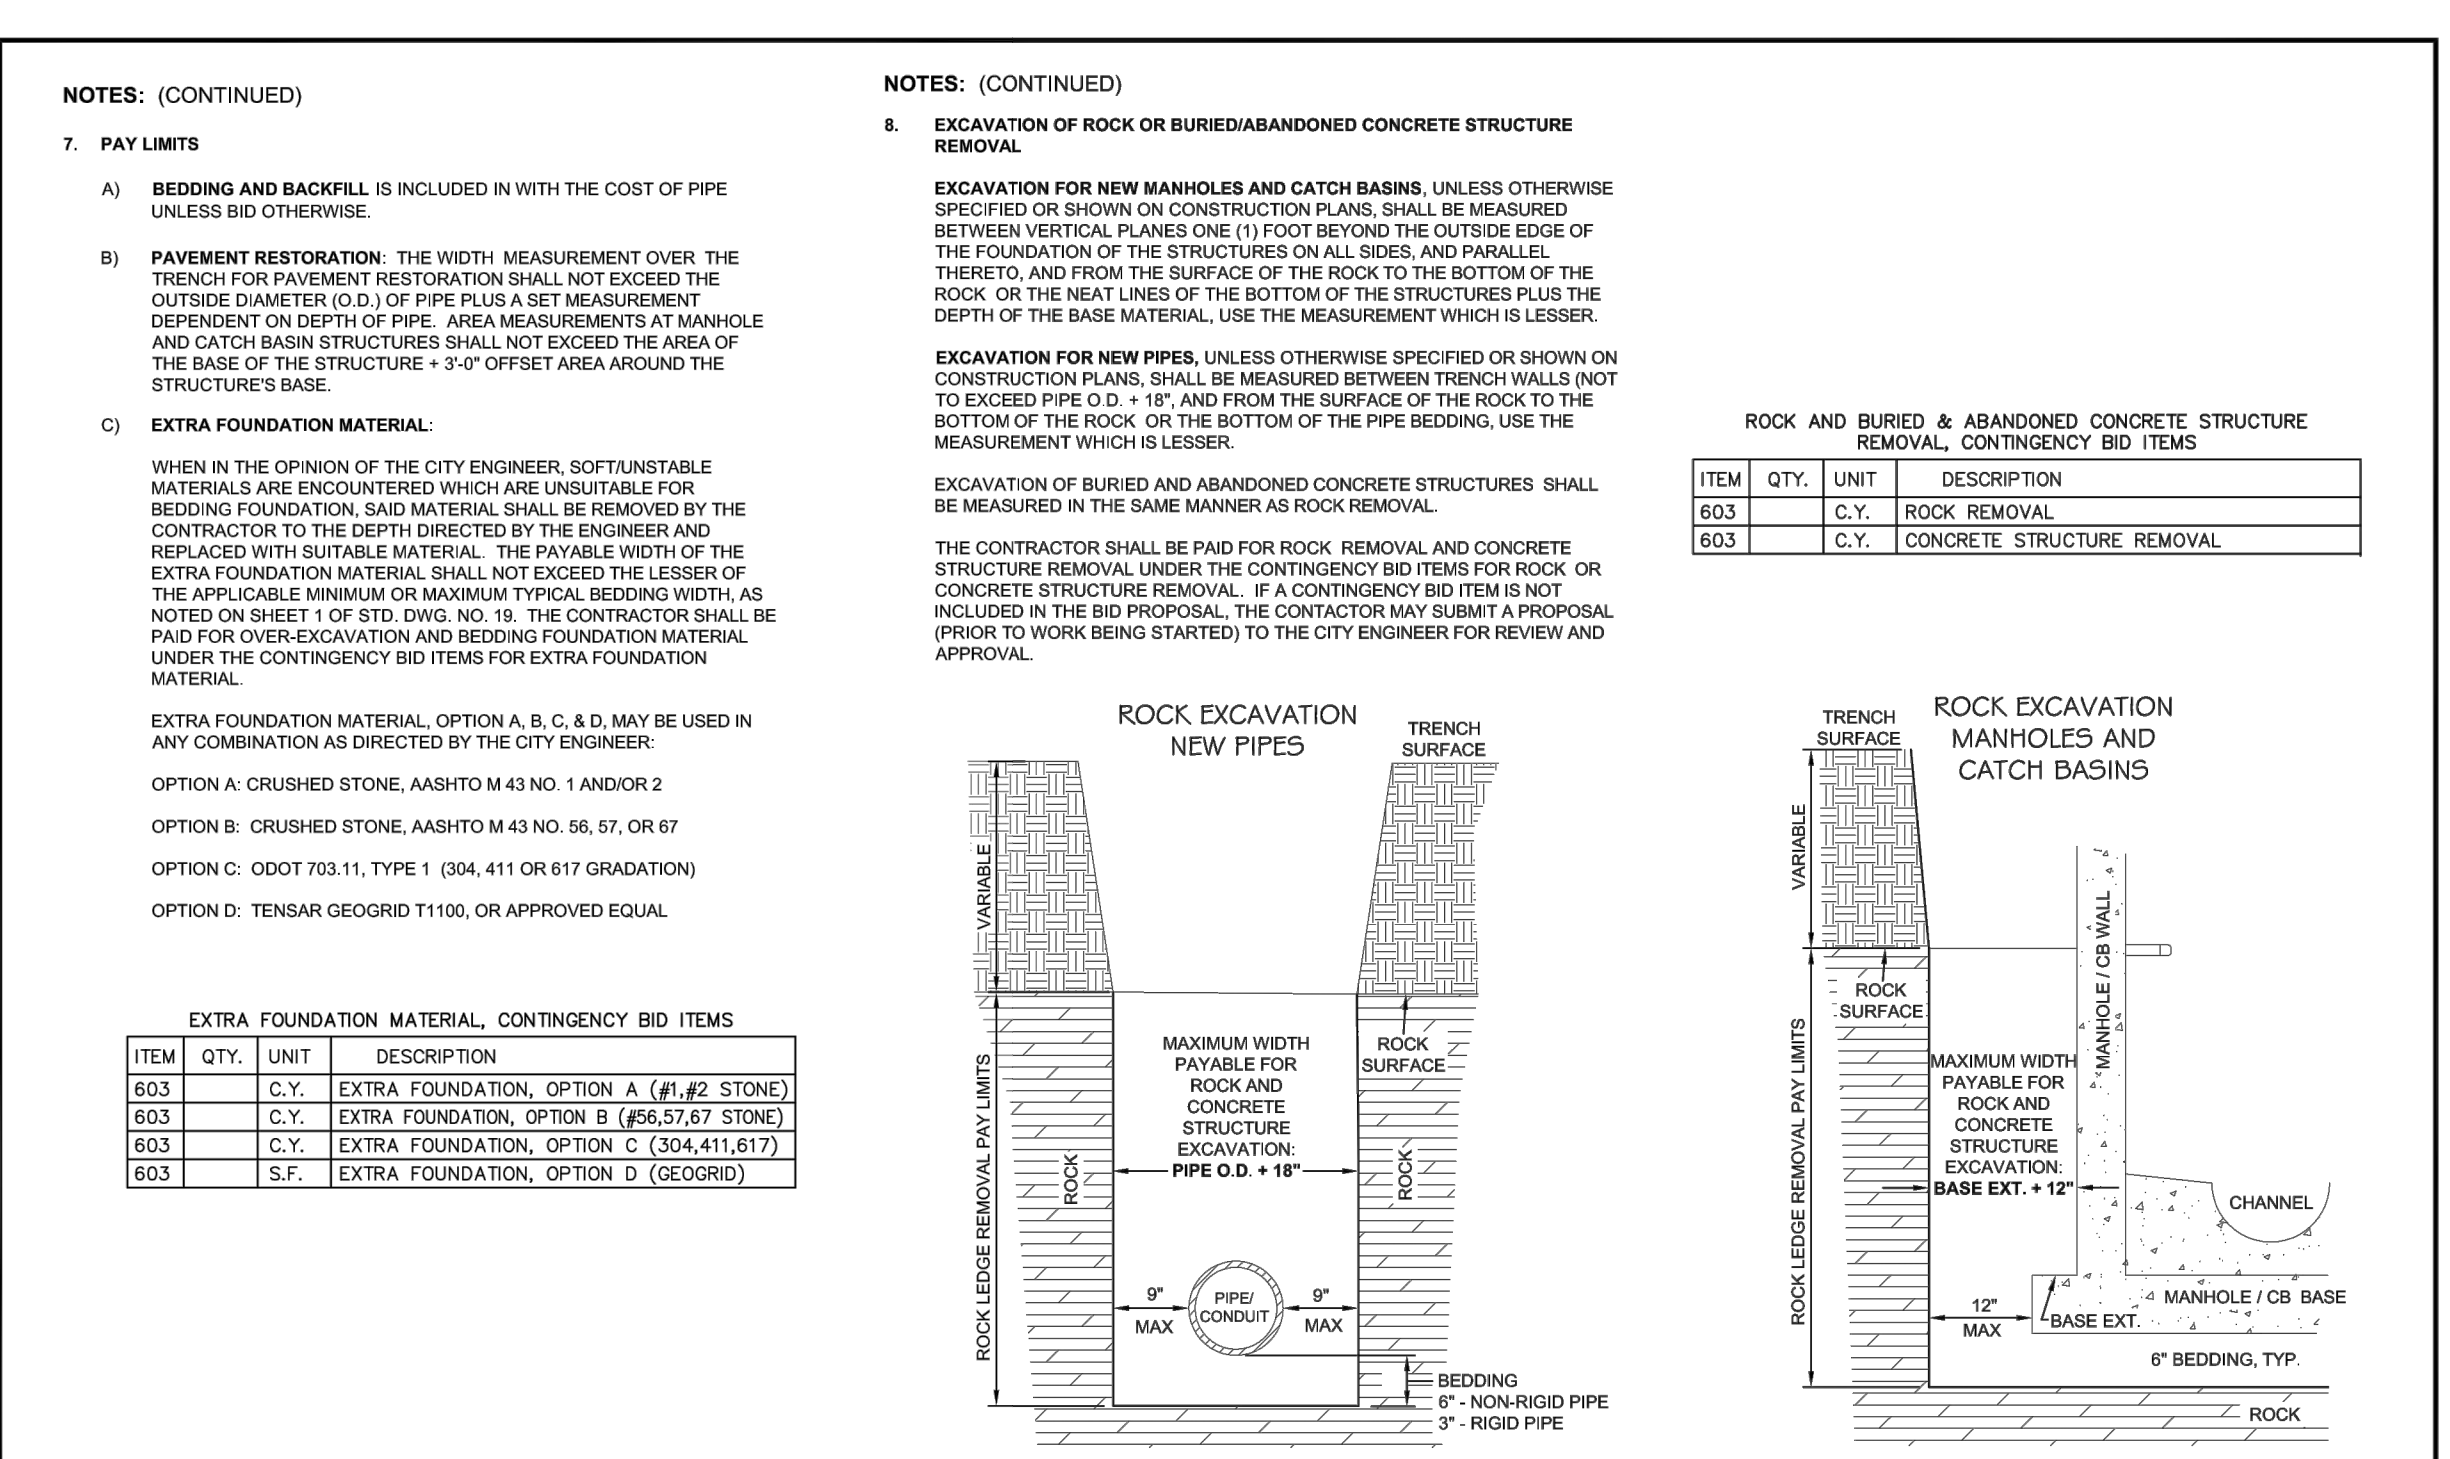 NOTES: (CONTINUED)
7. PAY LIMITS
A) BEDDING AND BACKFILL IS INCLUDED IN WITH THE COST OF PIPE
UNLESS BID OTHERWISE.
B) PAVEMENT RESTORATION: THE WIDTH MEASUREMENT OVER THE
TRENCH FOR PAVEMENT RESTORATION SHALL NOT EXCEED THE
OUTSIDE DIAMETER (O.D.) OF PIPE PLUS A SET MEASUREMENT
DEPENDENT ON DEPTH OF PIPE. AREA MEASUREMENTS AT MANHOLE
AND CATCH BASIN STRUCTURES SHALL NOT EXCEED THE AREA OF
THE BASE OF THE STRUCTURE + 3'-0" OFFSET AREA AROUND THE
STRUCTURE'S BASE.
C) EXTRA FOUNDATION MATERIAL:
WHEN IN THE OPINION OF THE CITY ENGINEER, SOFT/UNSTABLE
MATERIALS ARE ENCOUNTERED WHICH ARE UNSUITABLE FOR
BEDDING FOUNDATION, SAID MATERIAL SHALL BE REMOVED BY THE
CONTRACTOR TO THE DEPTH DIRECTED BY THE ENGINEER AND
REPLACED WITH SUITABLE MATERIAL. THE PAYABLE WIDTH OF THE
EXTRA FOUNDATION MATERIAL SHALL NOT EXCEED THE LESSER OF
THE APPLICABLE MINIMUM OR MAXIMUM TYPICAL BEDDING WIDTH, AS
NOTED ON SHEET 1 OF STD. DWG. NO. 19. THE CONTRACTOR SHALL BE
PAID FOR OVER-EXCAVATION AND BEDDING FOUNDATION MATERIAL
UNDER THE CONTINGENCY BID ITEMS FOR EXTRA FOUNDATION
MATERIAL.
EXTRA FOUNDATION MATERIAL, OPTION A, B, C, & D, MAY BE USED IN
ANY COMBINATION AS DIRECTED BY THE CITY ENGINEER:
OPTION A: CRUSHED STONE, AASHTO M 43 NO. 1 AND/OR 2
OPTION B: CRUSHED STONE, AASHTO M 43 NO. 56, 57, OR 67
OPTION C: ODOT 703.11, TYPE 1 (304, 411 OR 617 GRADATION)
OPTION D: TENSAR GEOGRID T1100, OR APPROVED EQUAL
EXTRA FOUNDATION MATERIAL, CONTINGENCY BID ITEMS
ITEM QTY. UNIT DESCRIPTION
603 C.Y. EXTRA FOUNDATION, OPTION A (#1,#2 STONE)
603 C.Y. EXTRA FOUNDATION, OPTION B (#56,57,67 STONE)
603 C.Y. EXTRA FOUNDATION, OPTION C (304,411,617)
603 S.F. EXTRA FOUNDATION, OPTION D (GEOGRID)
NOTES: (CONTINUED)
8. EXCAVATION OF ROCK OR BURIED/ABANDONED CONCRETE STRUCTURE
REMOVAL
EXCAVATION FOR NEW MANHOLES AND CATCH BASINS, UNLESS OTHERWISE
SPECIFIED OR SHOWN ON CONSTRUCTION PLANS, SHALL BE MEASURED
BETWEEN VERTICAL PLANES ONE (1) FOOT BEYOND THE OUTSIDE EDGE OF
THE FOUNDATION OF THE STRUCTURES ON ALL SIDES, AND PARALLEL
THERETO, AND FROM THE SURFACE OF THE ROCK TO THE BOTTOM OF THE
ROCK OR THE NEAT LINES OF THE BOTTOM OF THE STRUCTURES PLUS THE
DEPTH OF THE BASE MATERIAL, USE THE MEASUREMENT WHICH IS LESSER.
EXCAVATION FOR NEW PIPES, UNLESS OTHERWISE SPECIFIED OR SHOWN ON
CONSTRUCTION PLANS, SHALL BE MEASURED BETWEEN TRENCH WALLS (NOT
TO EXCEED PIPE O.D. + 18", AND FROM THE SURFACE OF THE ROCK TO THE
BOTTOM OF THE ROCK OR THE BOTTOM OF THE PIPE BEDDING, USE THE
MEASUREMENT WHICH IS LESSER.
EXCAVATION OF BURIED AND ABANDONED CONCRETE STRUCTURES SHALL
BE MEASURED IN THE SAME MANNER AS ROCK REMOVAL.
THE CONTRACTOR SHALL BE PAID FOR ROCK REMOVAL AND CONCRETE
STRUCTURE REMOVAL UNDER THE CONTINGENCY BID ITEMS FOR ROCK OR
CONCRETE STRUCTURE REMOVAL. IF A CONTINGENCY BID ITEM IS NOT
INCLUDED IN THE BID PROPOSAL, THE CONTACTOR MAY SUBMIT A PROPOSAL
(PRIOR TO WORK BEING STARTED) TO THE CITY ENGINEER FOR REVIEW AND
APPROVAL.
ROCK AND BURIED & ABANDONED CONCRETE STRUCTURE
REMOVAL, CONTINGENCY BID ITEMS
ITEM QTY. UNIT DESCRIPTION
603 C.Y. ROCK REMOVAL
603 C.Y. CONCRETE STRUCTURE REMOVAL
ROCK EXCAVATION
NEW PIPES
TRENCH
SURFACE
VARIABLE
ROCK LEDGE REMOVAL PAY LIMITS
MAXIMUM WIDTH
PAYABLE FOR
ROCK AND
CONCRETE
STRUCTURE
EXCAVATION:
PIPE O.D. + 18"
ROCK
SURFACE
ROCK
ROCK
9"
MAX
PIPE/
CONDUIT
9"
MAX
BEDDING
6" - NON-RIGID PIPE
3" - RIGID PIPE
ROCK EXCAVATION
MANHOLES AND
CATCH BASINS
TRENCH
SURFACE
VARIABLE
ROCK
SURFACE
ROCK LEDGE REMOVAL PAY LIMITS
MAXIMUM WIDTH
PAYABLE FOR
ROCK AND
CONCRETE
STRUCTURE
EXCAVATION:
BASE EXT. + 12"
MANHOLE / CB WALL
CHANNEL
MANHOLE / CB BASE
BASE EXT.
12"
MAX
6" BEDDING, TYP.
ROCK